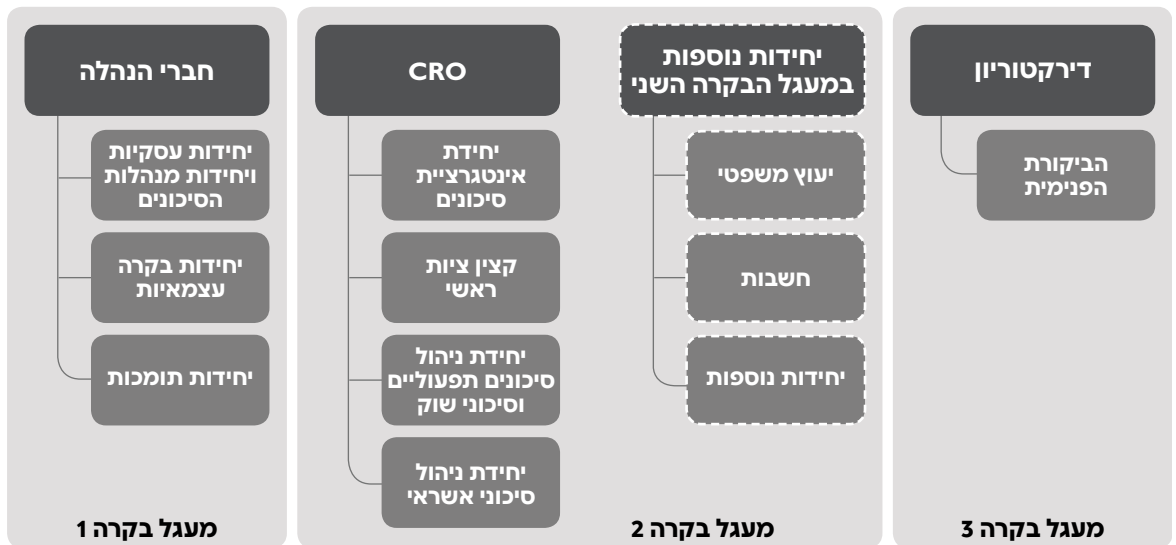 חברי הנהלה
יחידות עסקיות
ויחידות מנהלות
הסיכונים
יחידות בקרה
עצמאיות
יחידות תומכות
מעגל בקרה 1
CRO
יחידת
אינטגרציית
סיכונים
קצין ציות
ראשי
יחידת ניהול
סיכונים תפעוליים
וסיכוני שוק
יחידת ניהול
סיכוני אשראי
יחידות נוספות
במעגל הבקרה השני
יעוץ משפטי
חשבות
יחידות נוספות
מעגל בקרה 2
דירקטוריון
הביקורת
הפנימית
מעגל בקרה 3